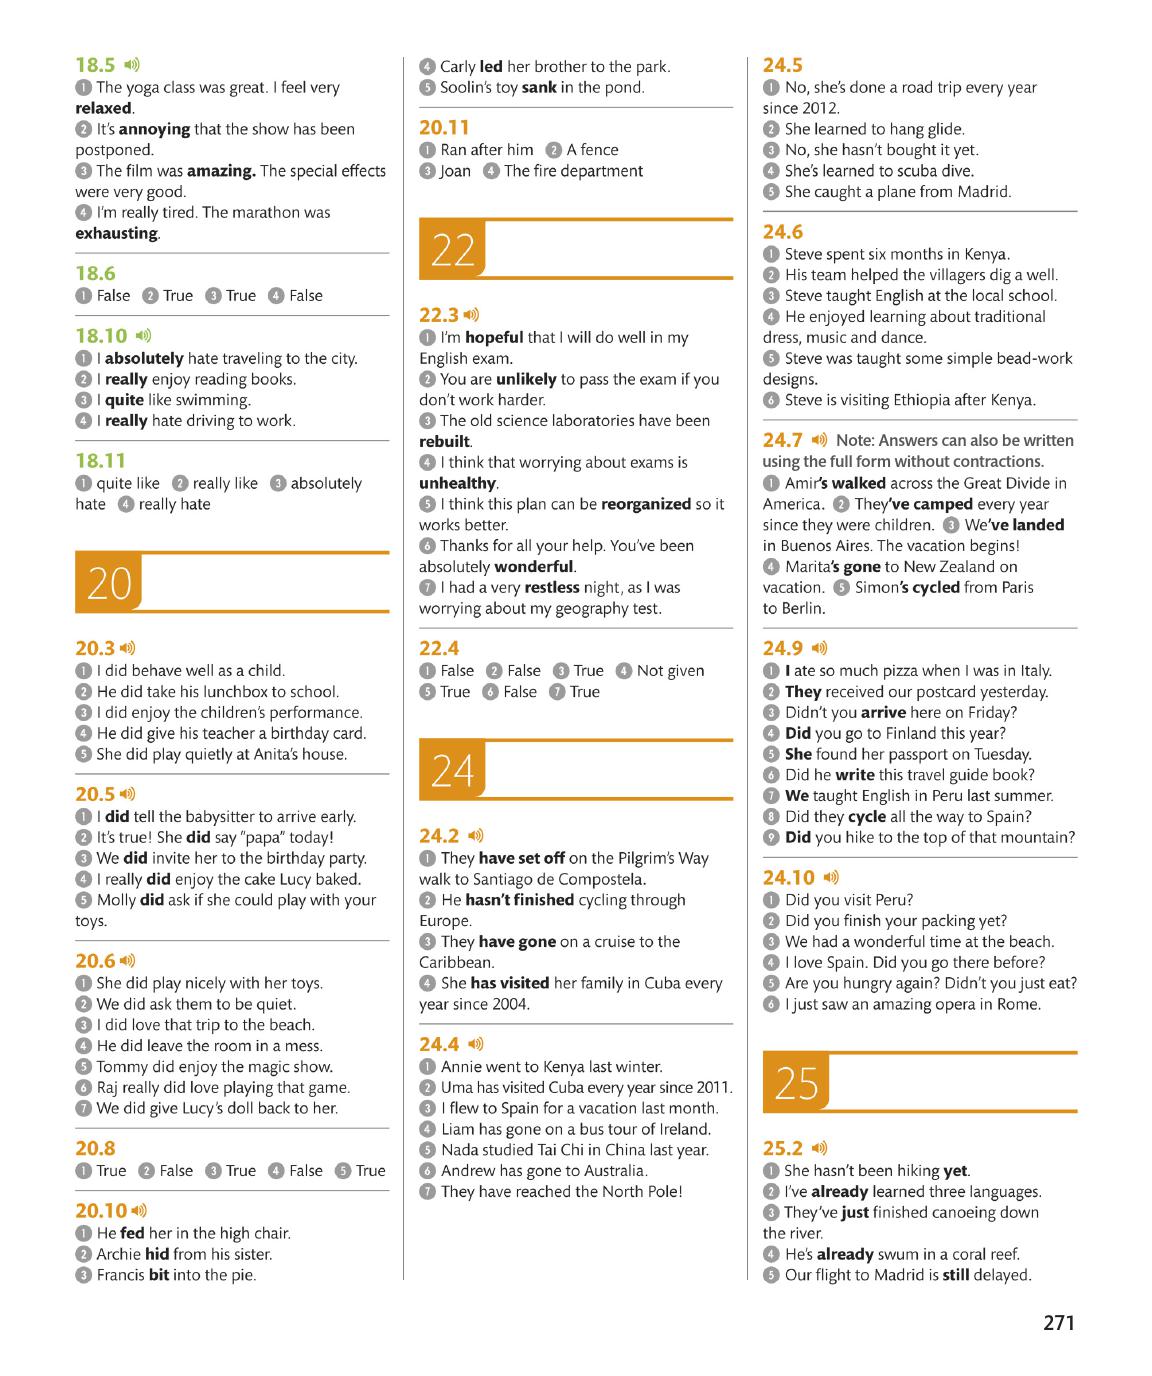 18.5
1 The yoga class was great. I feel very
relaxed.
2 It's annoying that the show has been
postponed.
3 The film was amazing. The special effects
were very good.
4 I'm really tired. The marathon was
exhausting.
18.6
1 False 2 True 3 True 4 False
18.10
1 I absolutely hate traveling to the city.
2 I really enjoy reading books.
3 I quite like swimming.
4 I really hate driving to work.
18.11
1 quite like 2 really like 3 absolutely
hate 4 really hate
20
20.3
1 I did behave well as a child.
2 He did take his lunchbox to school.
3 I did enjoy the children's performance.
4 He did give his teacher a birthday card.
5 She did play quietly at Anita's house.
20.5
1 I did tell the babysitter to arrive early.
2 It's true! She did say "papa" today!
3 We did invite her to the birthday party.
4 I really did enjoy the cake Lucy baked.
5 Molly did ask if she could play with your
toys.
20.6
1 She did play nicely with her toys.
2 We did ask them to be quiet.
3 I did love that trip to the beach.
4 He did leave the room in a mess.
5 Tommy did enjoy the magic show.
6 Raj really did love playing that game.
7 We did give Lucy's doll back to her.
20.8
1 True 2 False 3 True 4 False 5 True
20.10
1 He fed her in the high chair.
2 Archie hid from his sister.
3 Francis bit into the pie.
4 Carly led her brother to the park.
5 Soolin's toy sank in the pond.
20.11
1 Ran after him 2 A fence
3 Joan 4 The fire department
22
22.3
1 I'm hopeful that I will do well in my
English exam.
2 You are unlikely to pass the exam if you
don't work harder.
3 The old science laboratories have been
rebuilt.
4 I think that worrying about exams is
unhealthy.
5 I think this plan can be reorganized so it
works better.
6 Thanks for all your help. You've been
absolutely wonderful.
7 I had a very restless night, as I was
worrying about my geography test.
22.4
1 False 2 False 3 True 4 Not given
5 True 6 False 7 True
24
24.2
1 They have set off on the Pilgrim's Way
walk to Santiago de Compostela.
2 He hasn't finished cycling through
Europe.
3 They have gone on a cruise to the
Caribbean.
4 She has visited her family in Cuba every
year since 2004.
24.4
1 Annie went to Kenya last winter.
2 Uma has visited Cuba every year since 2011.
3 I flew to Spain for a vacation last month.
4 Liam has gone on a bus tour of Ireland.
5 Nada studied Tai Chi in China last year.
6 Andrew has gone to Australia.
7 They have reached the North Pole!
24.5
1 No, she's done a road trip every year
since 2012.
2 She learned to hang glide.
3 No, she hasn't bought it yet.
4 She's learned to scuba dive.
5 She caught a plane from Madrid.
24.6
1 Steve spent six months in Kenya.
2 His team helped the villagers dig a well.
3 Steve taught English at the local school.
4 He enjoyed learning about traditional
dress, music and dance.
5 Steve was taught some simple bead-work
designs.
6 Steve is visiting Ethiopia after Kenya.
24.7 Note: Answers can also be written
using the full form without contractions.
1 Amir's walked across the Great Divide in
America. 2 They've camped every year
since they were children. 3 We've landed
in Buenos Aires. The vacation begins!
4 Marita's gone to New Zealand on
vacation. 5 Simon's cycled from Paris
to Berlin.
24.9
1 I ate so much pizza when I was in Italy.
2 They received our postcard yesterday.
3 Didn't you arrive here on Friday?
4 Did you go to Finland this year?
5 She found her passport on Tuesday.
6 Did he write this travel guide book?
7 We taught English in Peru last summer.
8 Did they cycle all the way to Spain?
9 Did you hike to the top of that mountain?
24.10
1 Did you visit Peru?
2 Did you finish your packing yet?
3 We had a wonderful time at the beach.
4 I love Spain. Did you go there before?
5 Are you hungry again? Didn't you just eat?
6 I just saw an amazing opera in Rome.
25
25.2
1 She hasn't been hiking yet.
2 I've already learned three languages.
3 They've just finished canoeing down
the river.
4 He's already swum in a coral reef.
5 Our flight to Madrid is still delayed.
271